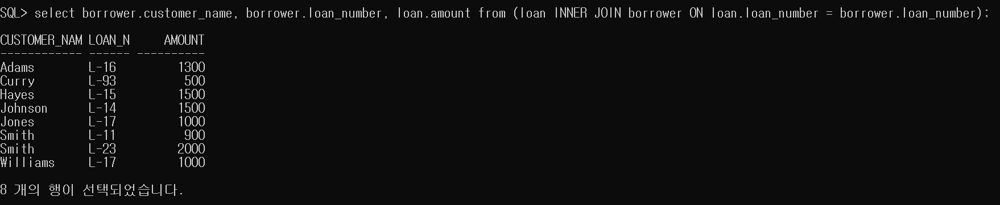 SQL> select borrower.customer_name, borrower.loan_number, loan.amount from (loan INNER JOIN borrower ON loan.loan_number = borrower.loan_number);
CUSTOMER_NAM LOAN_N     AMOUNT
------------ ------ ----------
Adams        L-16         1300
Curry        L-93          500
Hayes        L-15         1500
Johnson      L-14         1500
Jones        L-17         1000
Smith        L-11          900
Smith        L-23         2000
Williams     L-17         1000
8 개의 행이 선택되었습니다.